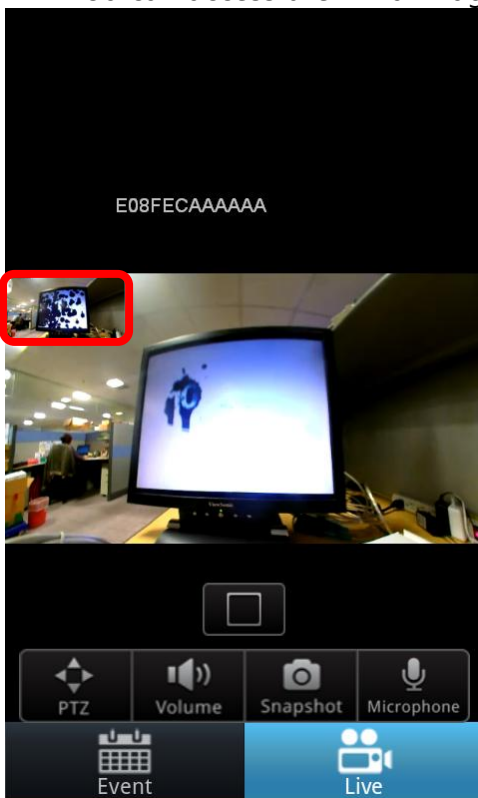 E08FECAAAAAA
ViewSonic
PTZ
Volume
Snapshot
Microphone
Event
Live